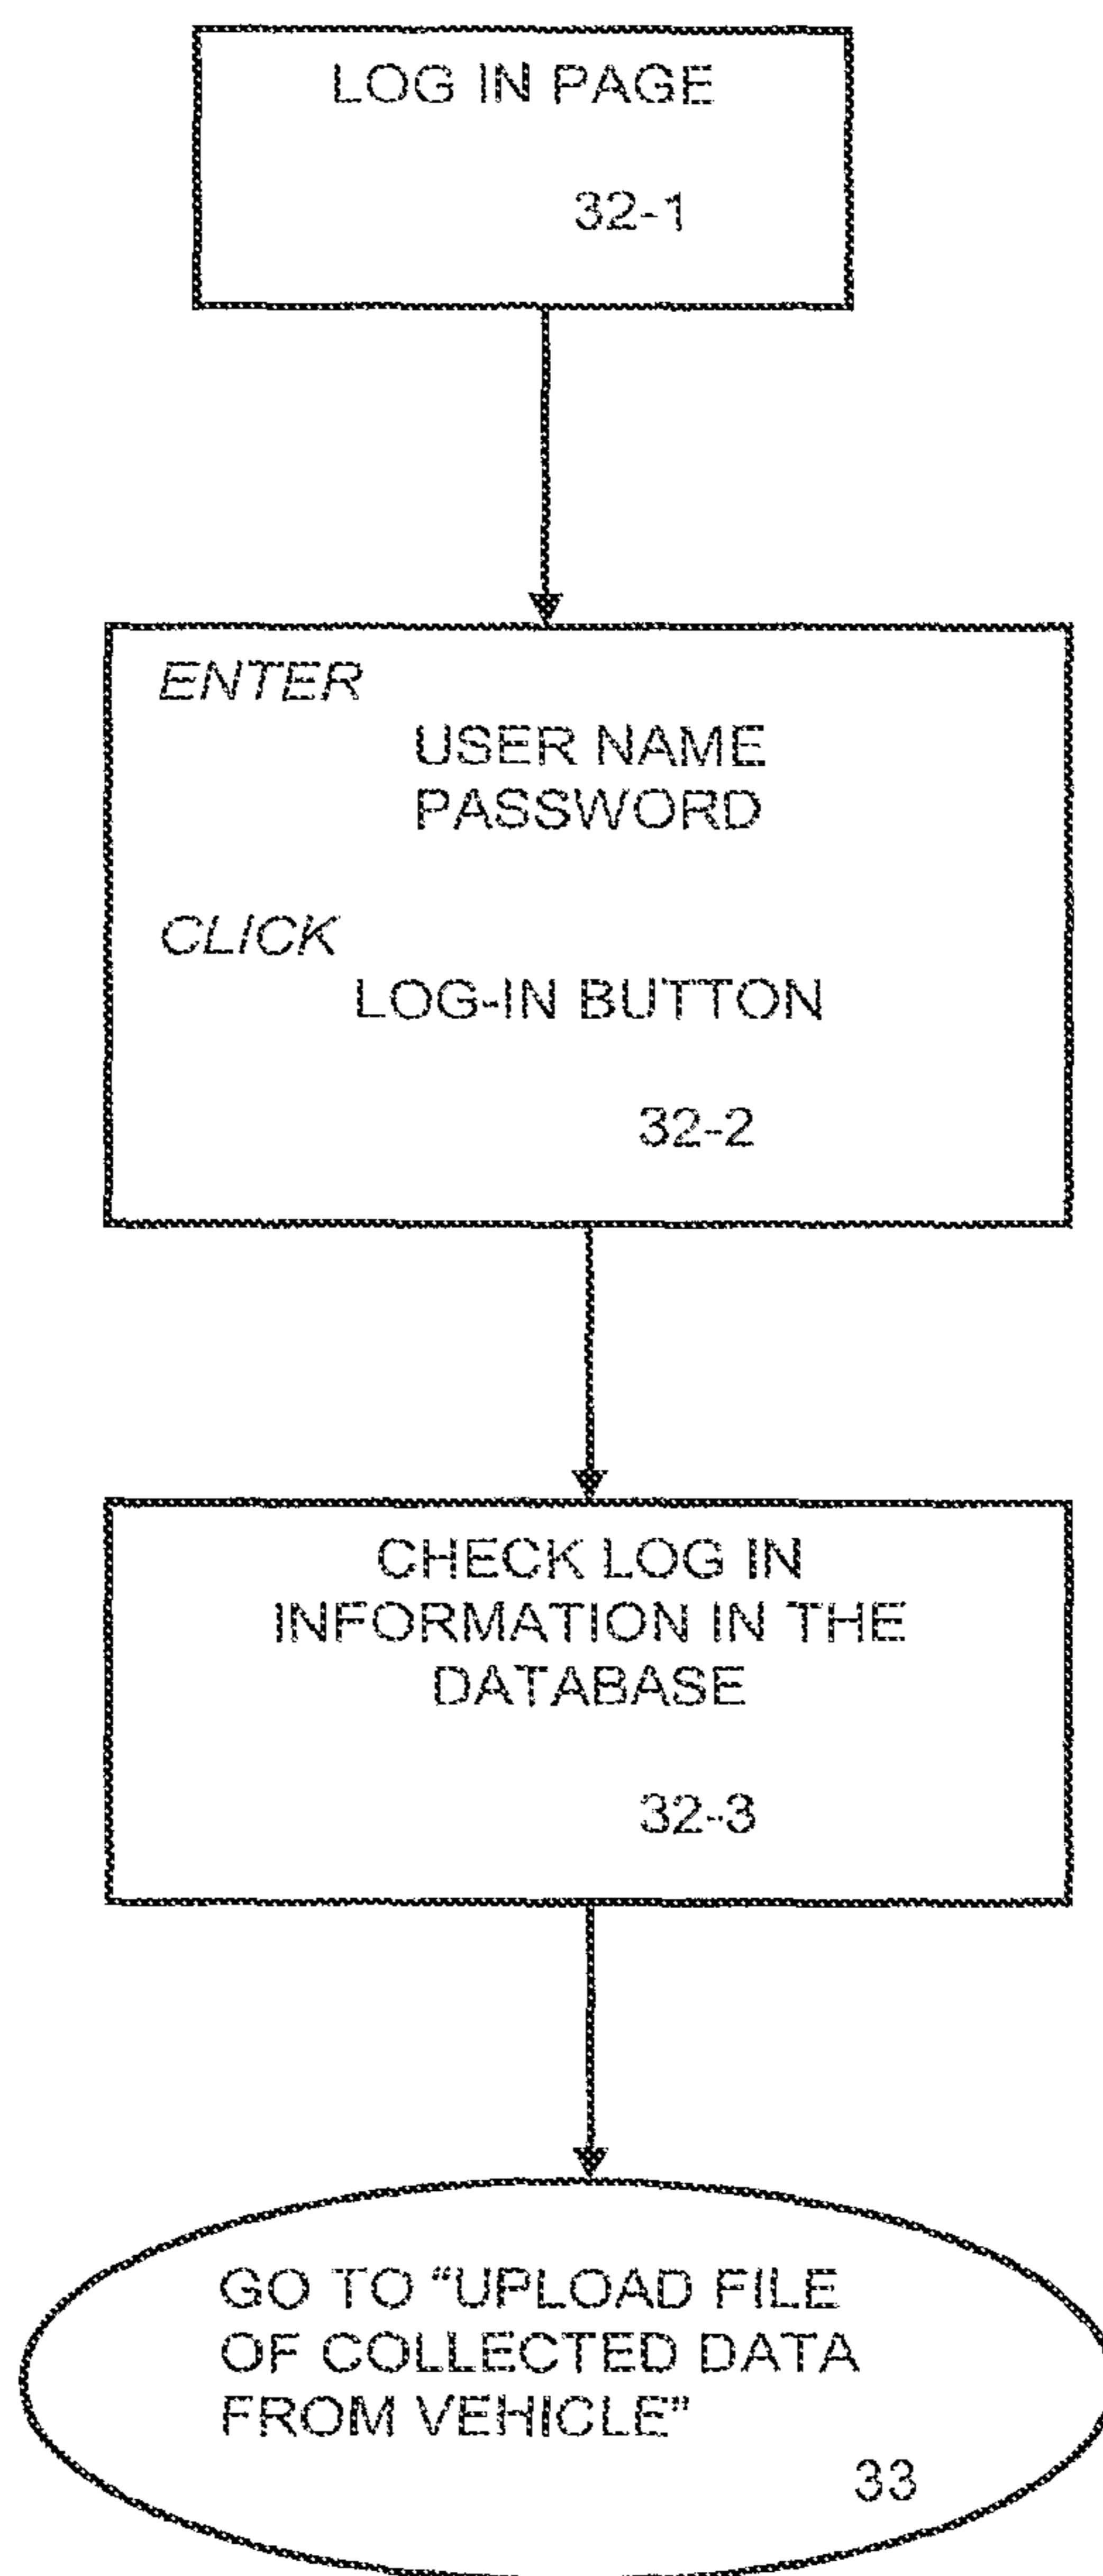 LOG IN PAGE
32-1
ENTER
USER NAME
PASSWORD
CLICK
LOG-IN BUTTON
32-2
CHECK LOG IN
INFORMATION IN THE
DATABASE
32-3
GO TO “UPLOAD FILE
OF COLLECTED DATA
FROM VEHICLE”
33